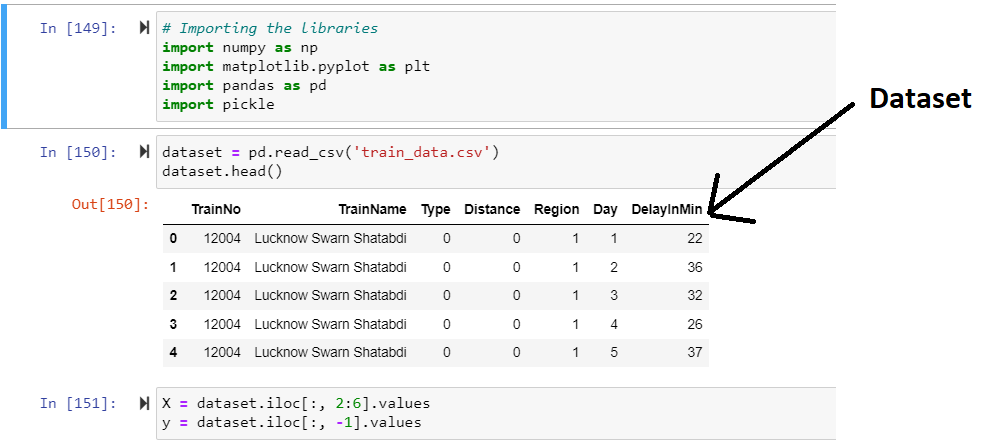 In [149]: # Importing the libraries
import numpy as np
import matplotlib.pyplot as plt
import pandas as pd
import pickle
Dataset
In [150]: dataset = pd.read_csv('train_data.csv')
dataset.head()
Out[150]:
TrainNo TrainName Type Distance Region Day DelayInMin
0 12004 Lucknow Swarn Shatabdi 0 0 1 1 22
1 12004 Lucknow Swarn Shatabdi 0 0 1 2 36
2 12004 Lucknow Swarn Shatabdi 0 0 1 3 32
3 12004 Lucknow Swarn Shatabdi 0 0 1 4 26
4 12004 Lucknow Swarn Shatabdi 0 0 1 5 37
In [151]: X = dataset.iloc[:, 2:6].values
y = dataset.iloc[:, -1].values